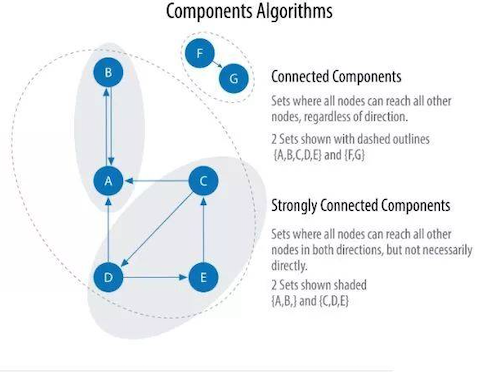 Components Algorithms
F
G
B
A
C
D
E
Connected Components
Sets where all nodes can reach all other
nodes, regardless of direction.
2 Sets shown with dashed outlines
{A,B,C,D,E} and {F,G}
Strongly Connected Components
Sets where all nodes can reach all other
nodes in both directions, but not necessarily
directly.
2 Sets shown shaded
{A,B,} and {C,D,E}